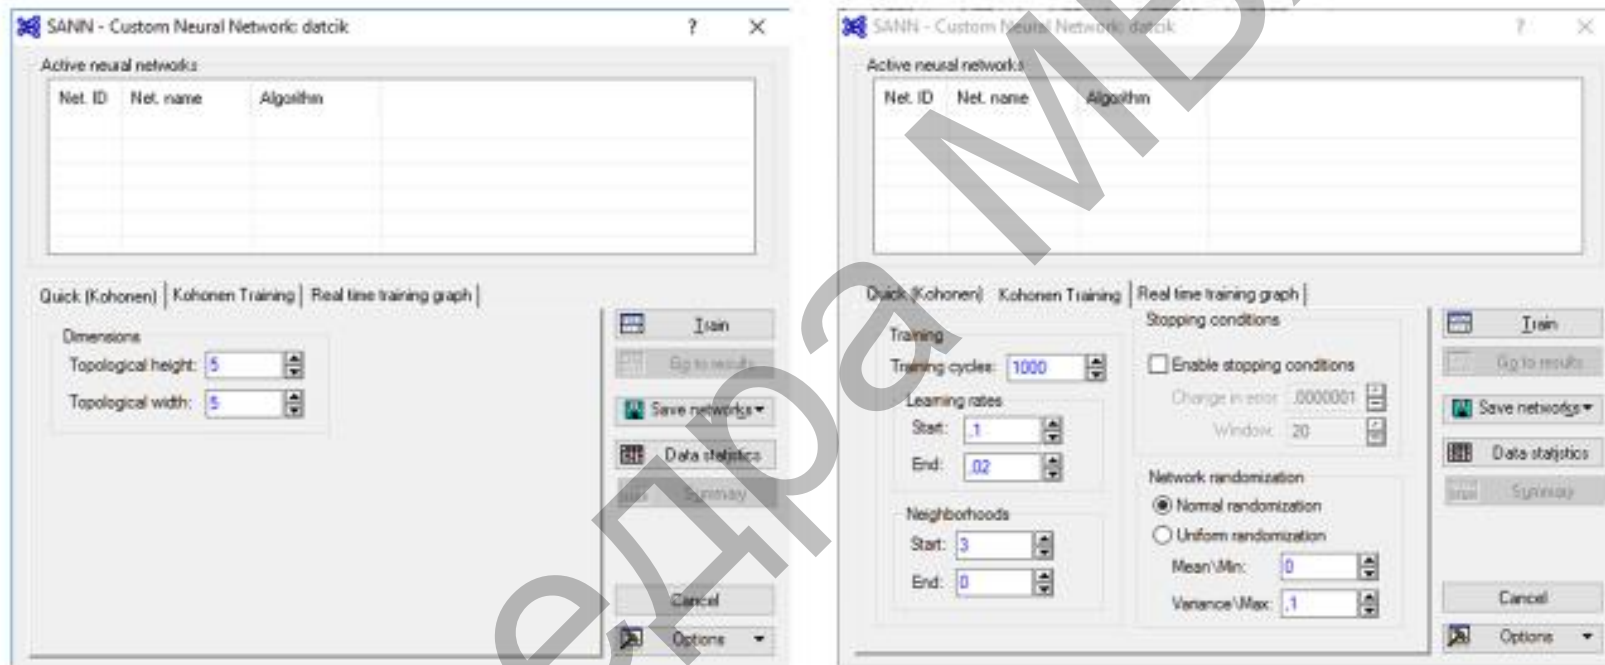 SANN - Custom Neural Network: datcik
Active neural networks
Net. ID Net. name Algorithm
Quick (Kohonen) Kohonen Training Real time training graph
Dimensions
Topological height: 5
Topological width: 5
Train
Go to results
Save networks
Data statistics
Summary
Cancel
Options
SANN - Custom Neural Network: datcik
Active neural networks
Net. ID Net. name Algorithm
Quick (Kohonen) Kohonen Training Real time training graph
Training
Training cycles: 1000
Learning rates
Start: .1
End: .02
Neighborhoods
Start: 3
End: 0
Stopping conditions
Enable stopping conditions
Change in error .0000001
Window: 20
Network randomization
Normal randomization
Uniform randomization
Mean\Min: 0
Variance\Max: .1
Train
Go to results
Save networks
Data statistics
Summary
Cancel
Options